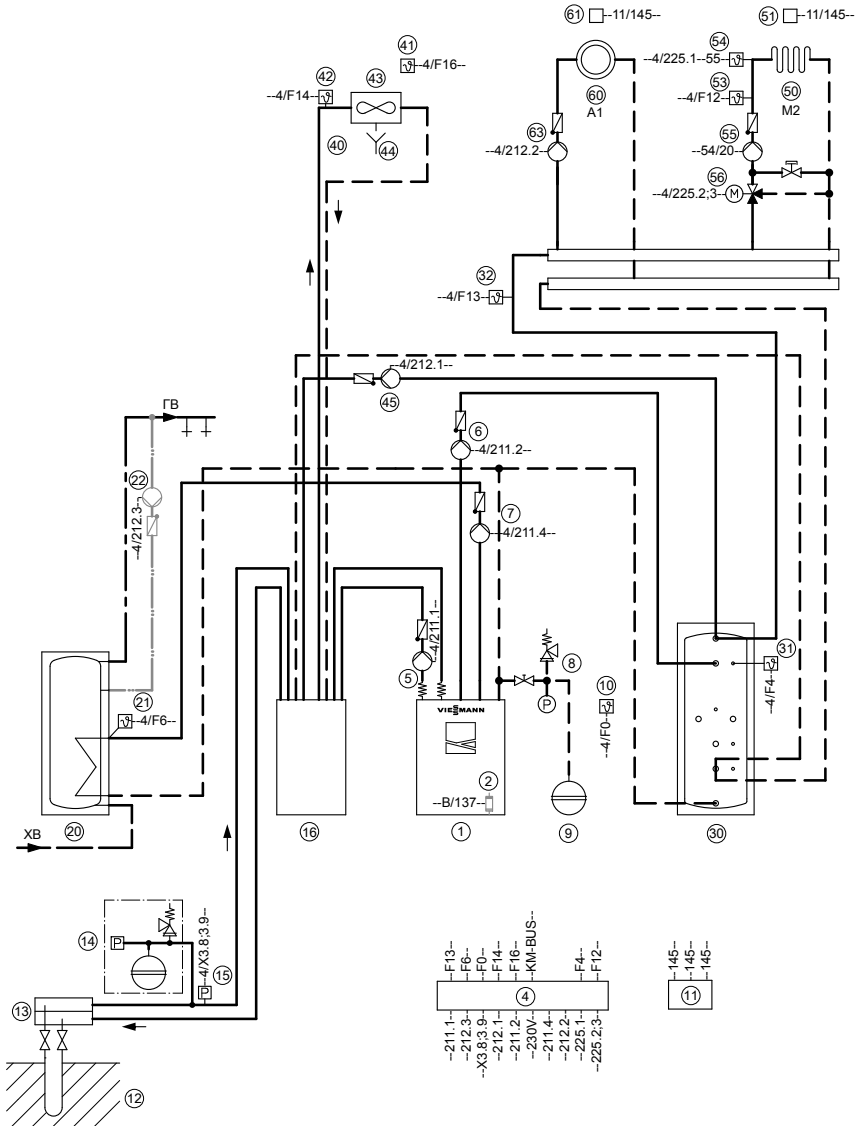 61 --11/145--
51 --11/145--
41
--4/F16--
42
43
--4/F14--
54
--4/225.1--55--
53
--4/F12--
60
A1
50
M2
40
44
63
--4/212.2--
55
--54/20--
56
--4/225.2;3--
M
32
--4/F13--
--4/212.1--
45
ГВ
6
--4/211.2--
22
--4/212.3--
7
--4/211.4--
--4/211.1--
5
8
31
--4/F4--
21
--4/F6--
10
--4/F0--
VIESMANN
P
2
--B/137--
ХВ
20
16
1
9
30
14
P
--4/X3.8;3.9--
15
P
13
12
--F13--
--F6--
--F0--
--F14--
--F16--
--KM-BUS--
--F4--
--F12--
4
--211.1--
--212.3--
--X3.8;3.9--
--212.1--
--211.2--
--230V--
--211.4--
--212.2--
--225.1--
--225.2;3--
--145--
--145--
--145--
11